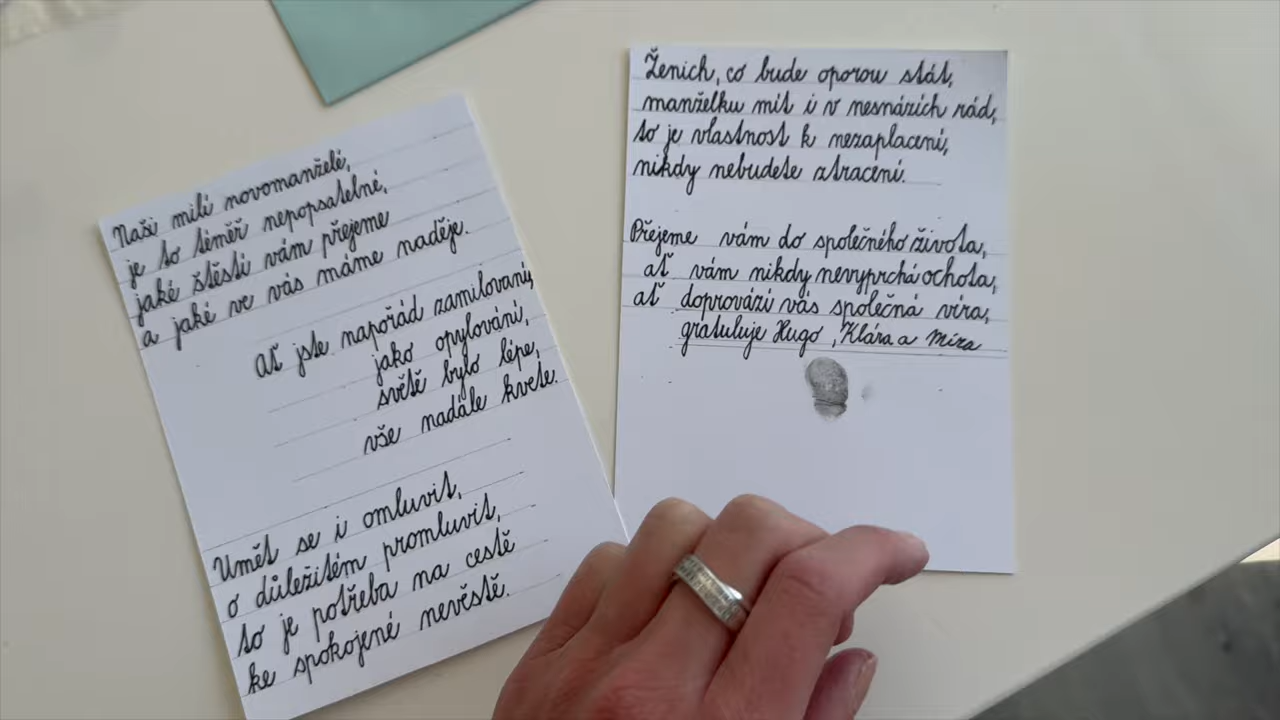 Naši milí novomanželé,
je to téměř nepopsatelné,
jaké štěstí vám přejeme
a jaké ve vás máme naděje.
Ať jste napořád zamilovaní,
jako opylování,
světě bylo lépe,
vše nadále kvete.
Umět se i omluvit,
o důležitém promluvit,
to je potřeba na cestě
ke spokojené nevěstě.
Ženich, co bude oporou stát,
manželku mít i v nesnázích rád,
to je vlastnost k nezaplacení,
nikdy nebudete ztracení.
Přejeme vám do společného života,
ať vám nikdy nevyprchá ochota,
ať doprovází vás společná víra,
gratuluje Hugo, Klára a Míra